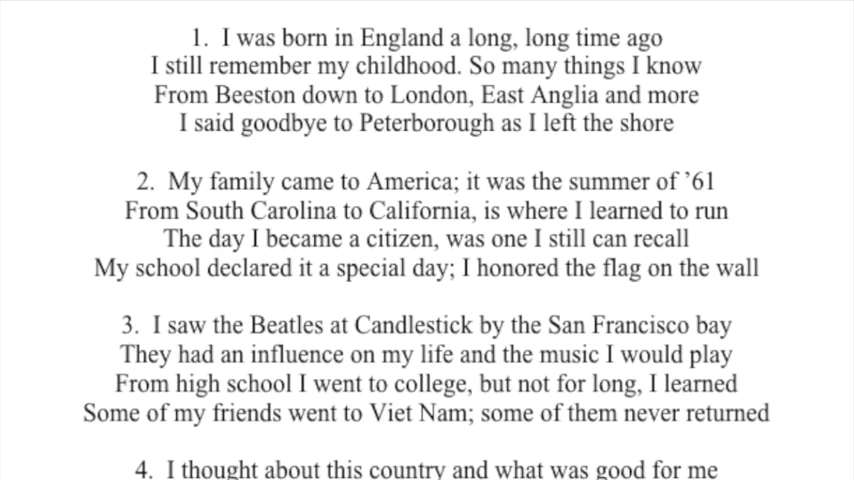 1. I was born in England a long, long time ago
I still remember my childhood. So many things I know
From Beeston down to London, East Anglia and more
I said goodbye to Peterborough as I left the shore
2. My family came to America; it was the summer of ’61
From South Carolina to California, is where I learned to run
The day I became a citizen, was one I still can recall
My school declared it a special day; I honored the flag on the wall
3. I saw the Beatles at Candlestick by the San Francisco bay
They had an influence on my life and the music I would play
From high school I went to college, but not for long, I learned
Some of my friends went to Viet Nam; some of them never returned
4. I thought about this country and what was good for me